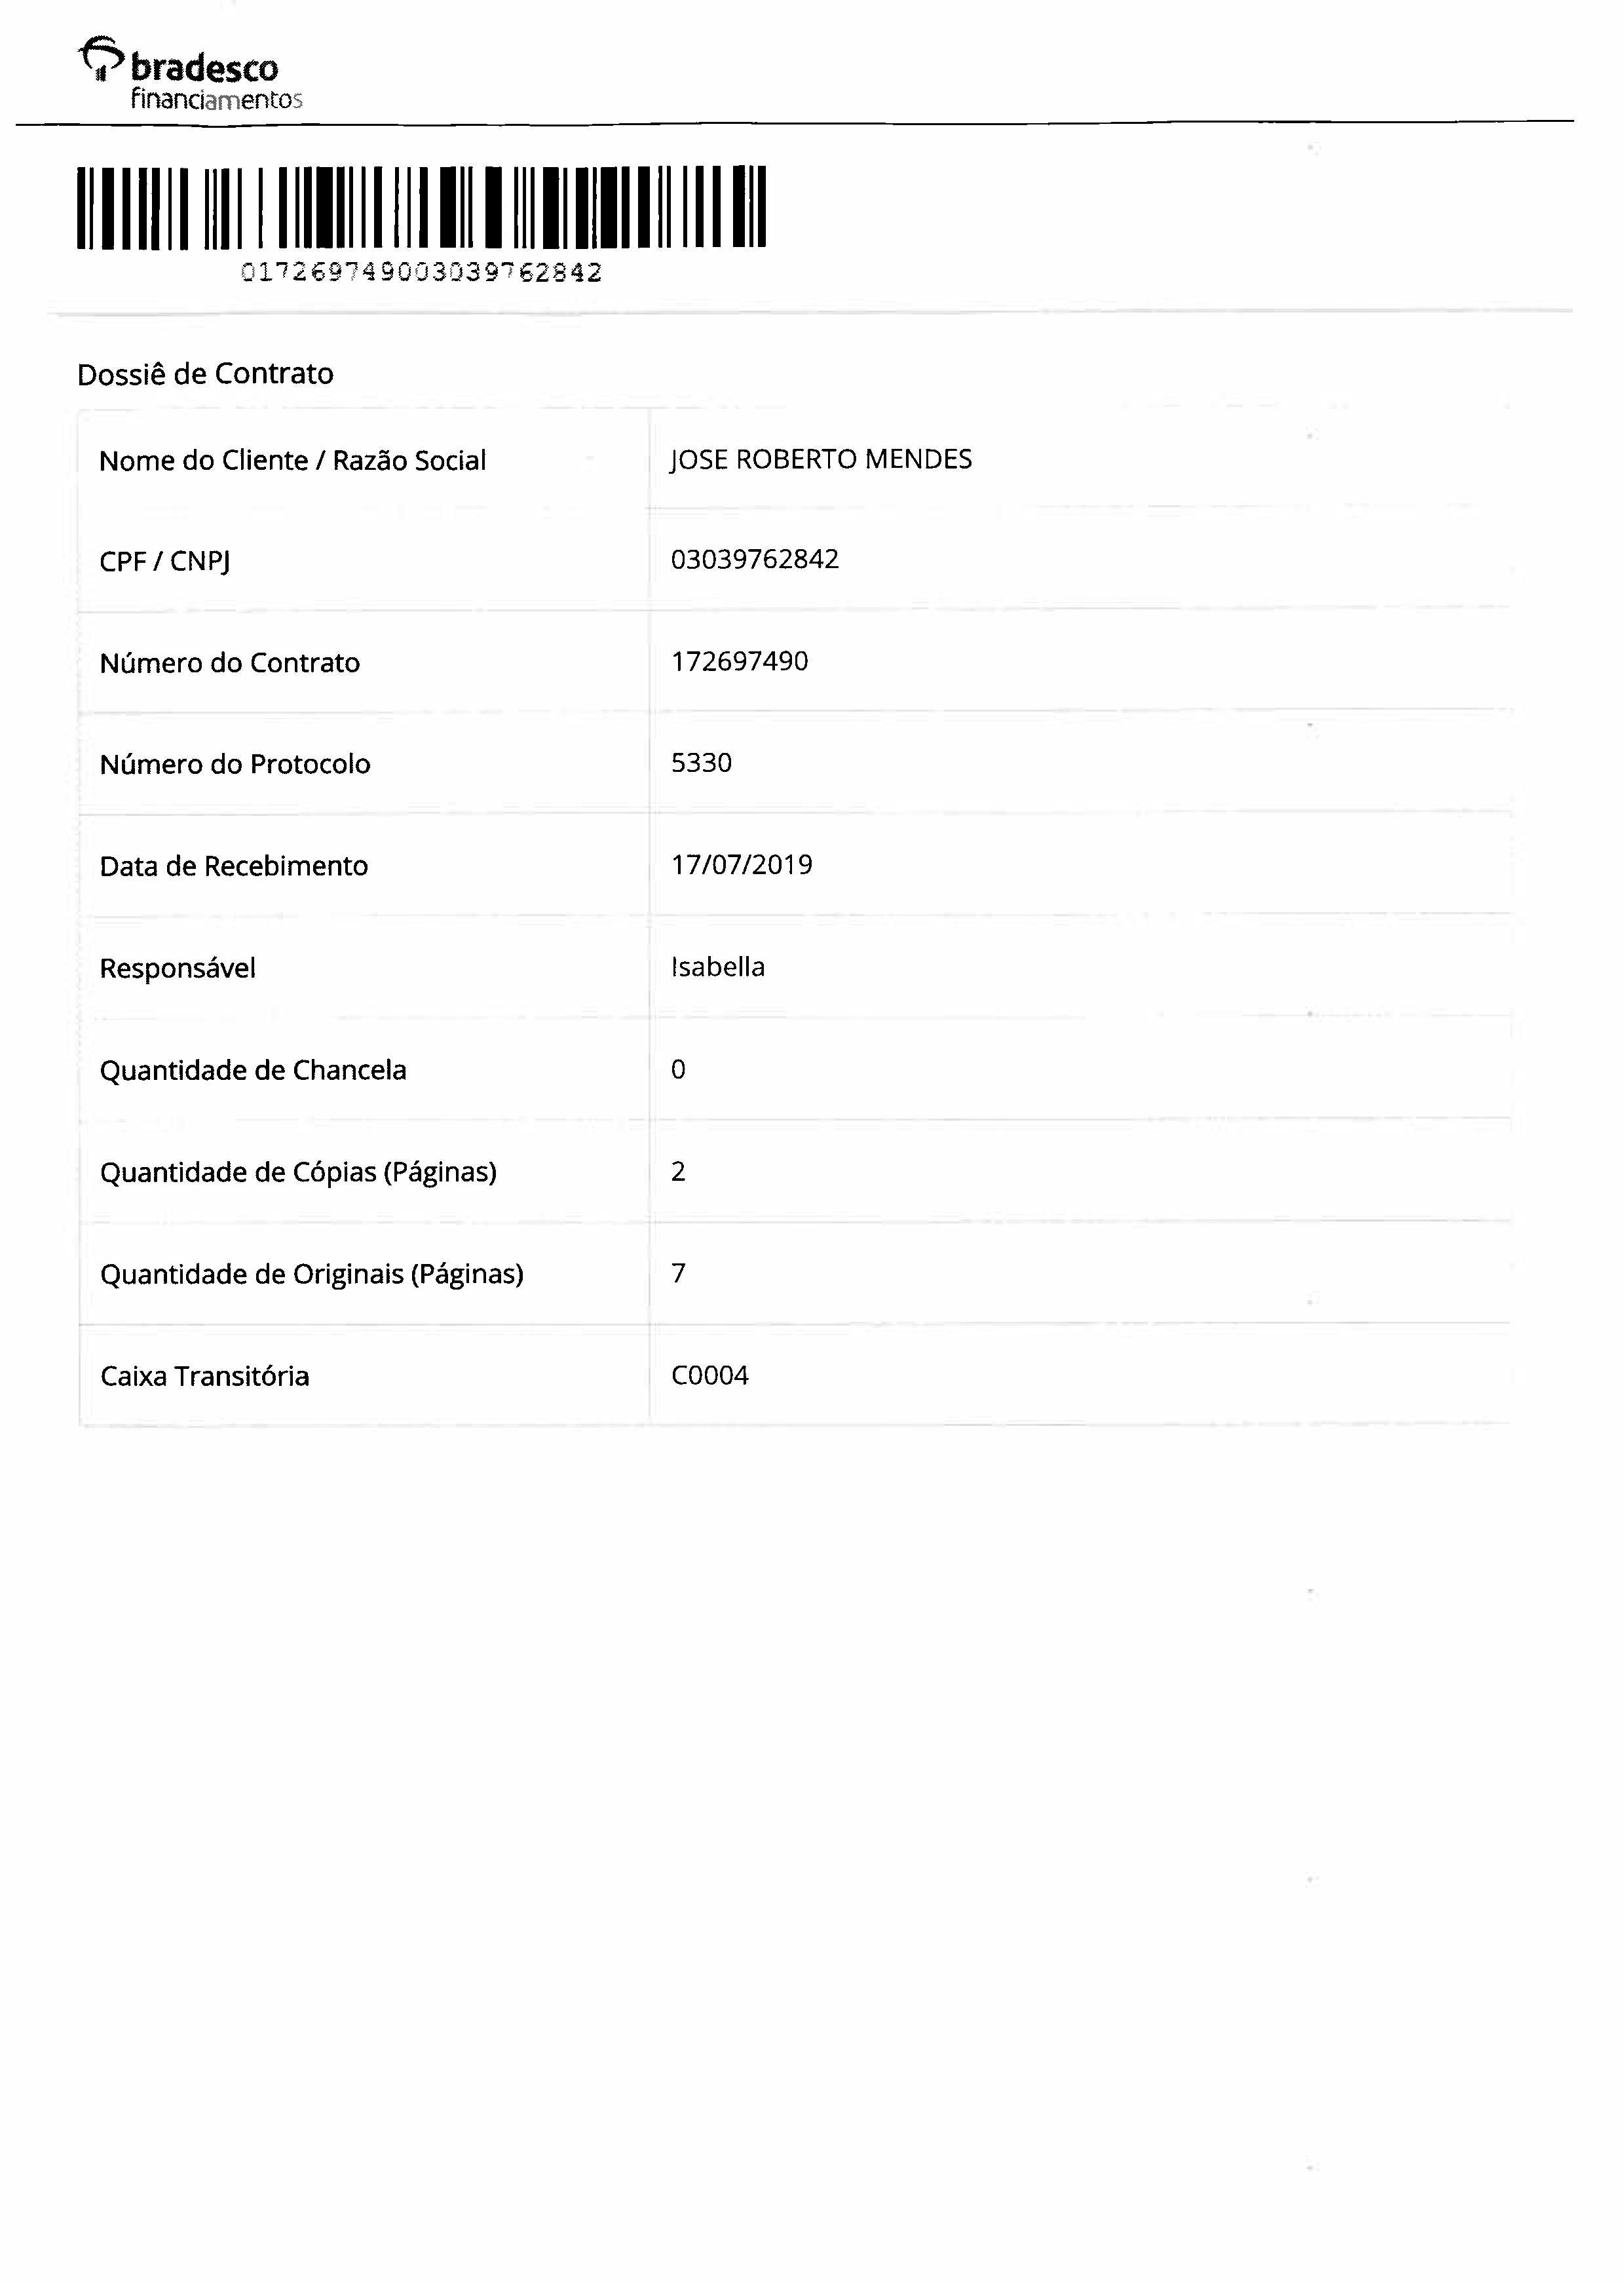 bradesco
financiamentos
017269749003039762842
Dossiê de Contrato
Nome do Cliente / Razão Social JOSE ROBERTO MENDES
CPF / CNPJ 03039762842
Número do Contrato 172697490
Número do Protocolo 5330
Data de Recebimento 17/07/2019
Responsável Isabella
Quantidade de Chancela 0
Quantidade de Cópias (Páginas) 2
Quantidade de Originais (Páginas) 7
Caixa Transitória C0004